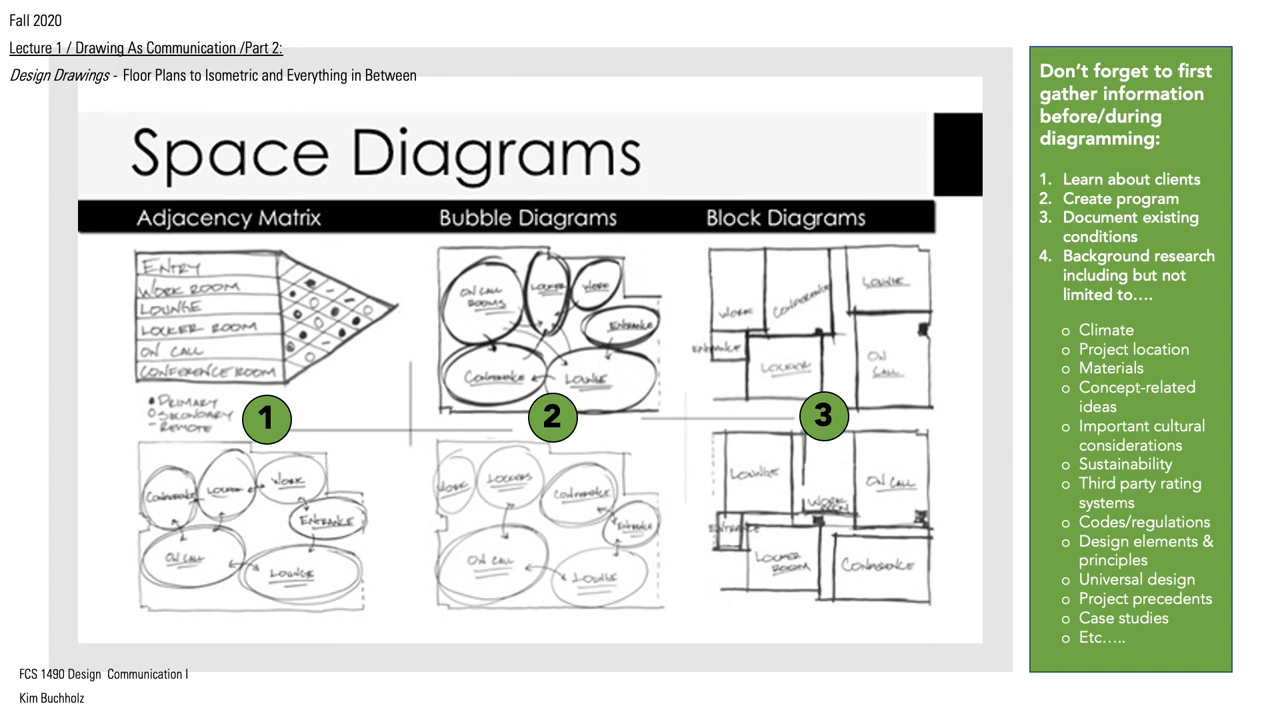 Fall 2020
Lecture 1 / Drawing As Communication /Part 2:
Design Drawings - Floor Plans to Isometric and Everything in Between
Space Diagrams
Adjacency Matrix
Bubble Diagrams
Block Diagrams
ENTRY
WORK ROOM
LOUNGE
LOCKER ROOM
ON CALL
CONFERENCE ROOM
PRIMARY
SECONDARY
REMOTE
1
ON CALL
ROOMS
LOCKER
WORK
ENTRANCE
CONFERENCE
LOUNGE
2
WORK
CONFERENCE
LOUNGE
ENTRANCE
LOCKER
ON
CALL
3
CONFERENCE
LOCKER
WORK
ENTRANCE
ON CALL
LOUNGE
WORK
LOCKERS
CONFERENCE
ENTRANCE
ON CALL
LOUNGE
LOUNGE
WORK
ROOM
ON CALL
ENTRANCE
LOCKER
ROOM
CONFERENCE
Don't forget to first
gather information
before/during
diagramming:
1. Learn about clients
2. Create program
3. Document existing
conditions
4. Background research
including but not
limited to….
o Climate
o Project location
o Materials
o Concept-related
ideas
o Important cultural
considerations
o Sustainability
o Third party rating
systems
o Codes/regulations
o Design elements &
principles
o Universal design
o Project precedents
o Case studies
o Etc…..
FCS 1490 Design Communication I
Kim Buchholz